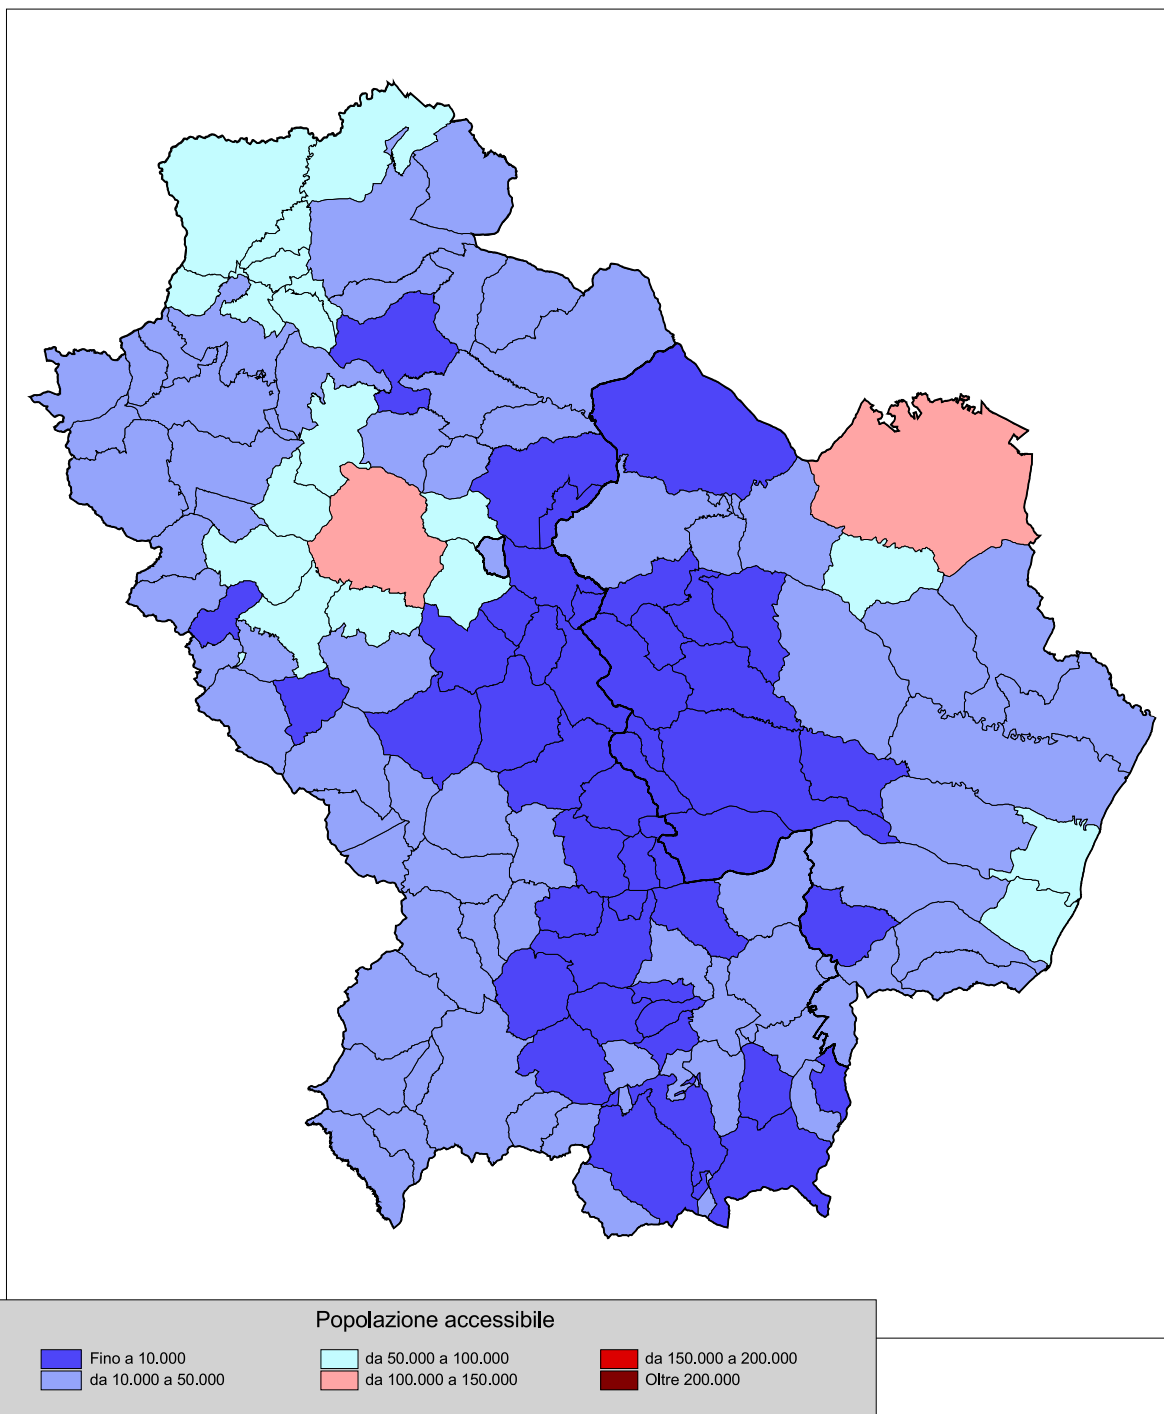 Popolazione accessibile
Fino a 10.000
da 50.000 a 100.000
da 150.000 a 200.000
da 10.000 a 50.000
da 100.000 a 150.000
Oltre 200.000